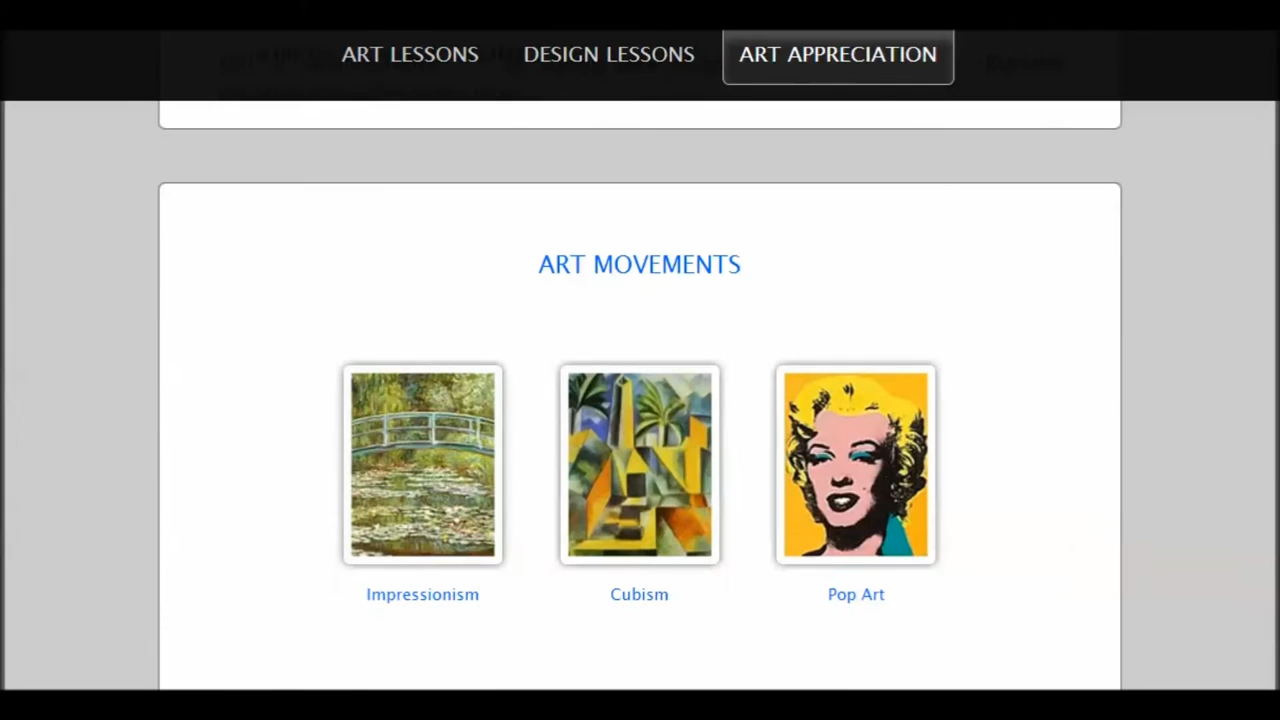 ART LESSONS DESIGN LESSONS ART APPRECIATION
ART MOVEMENTS
Impressionism Cubism Pop Art